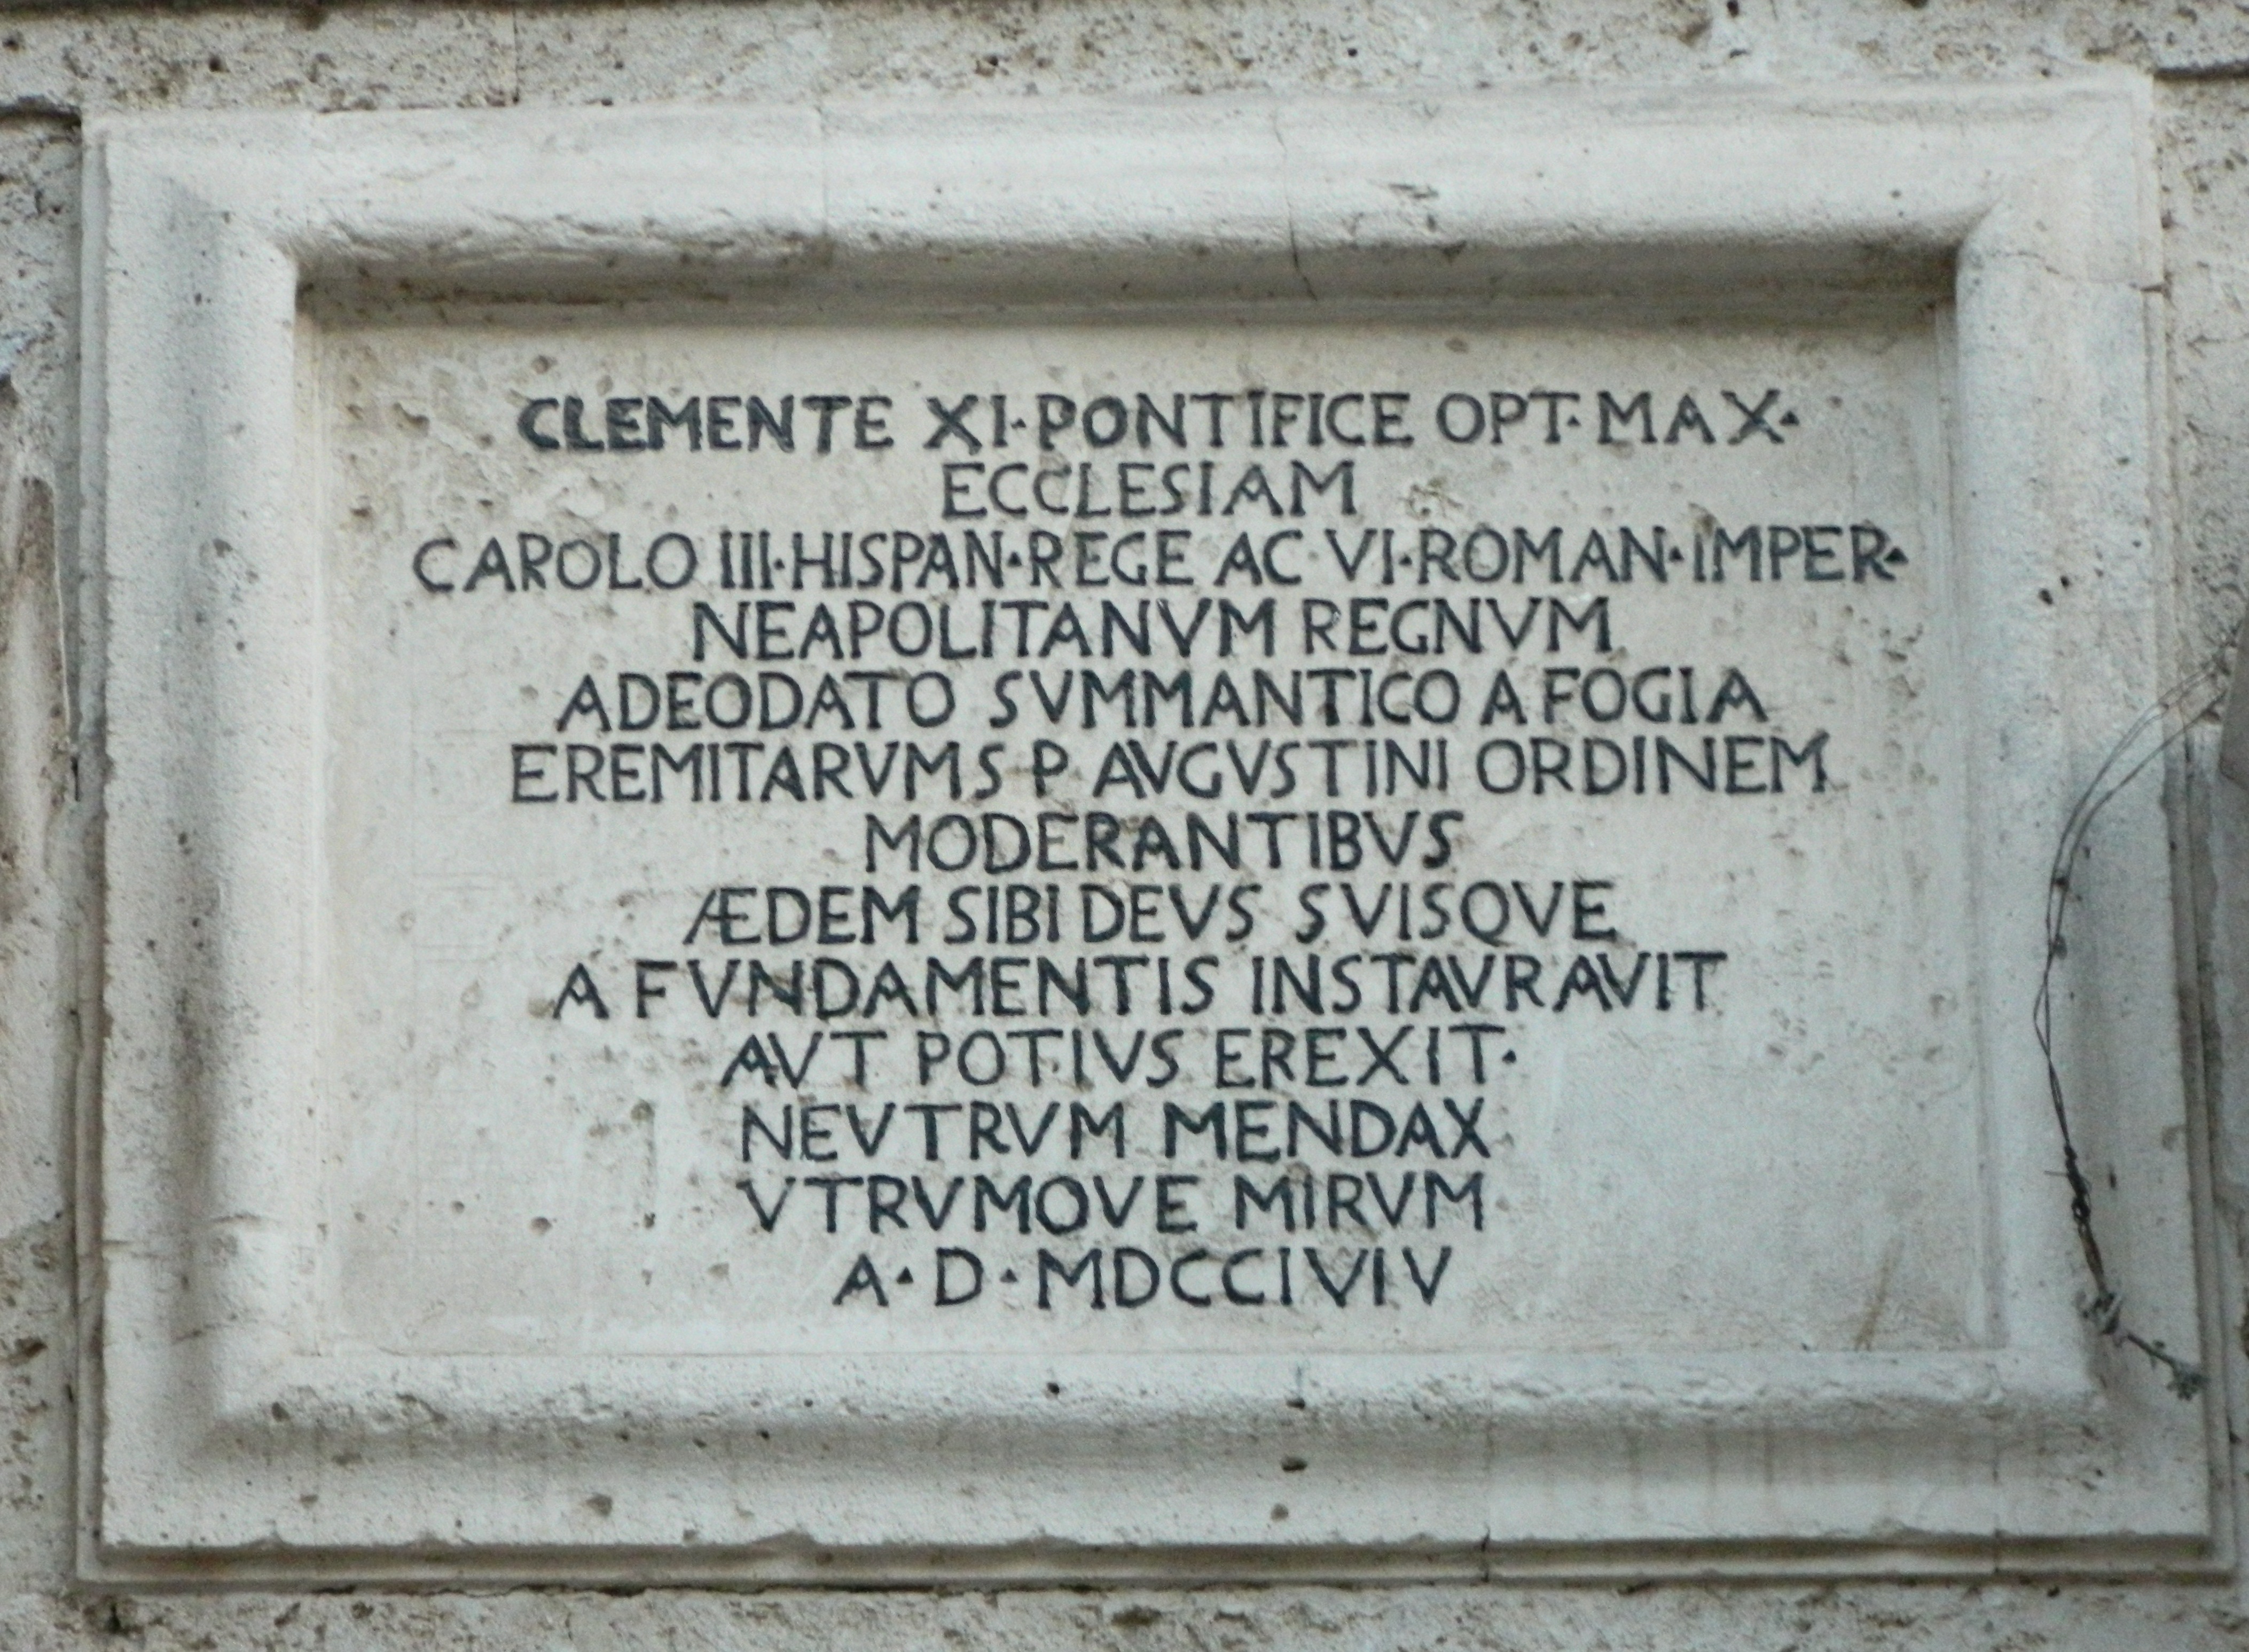 CLEMENTE XI·PONTIFICE OPT·MAX·
ECCLESIAM
CAROLO III·HISPAN·REGE AC VI·ROMAN·IMPER·
NEAPOLITANVM REGNVM
ADEODATO SVMMANTICO A FOGIA
EREMITARVM S P AVGVSTINI ORDINEM
MODERANTIBVS
ÆDEM SIBI DEVS SVISQVE
A FVNDAMENTIS INSTAVRAVIT
AVT POTIVS EREXIT·
NEVTRVM MENDAX
VTRVMOVE MIRVM
A·D·MDCCIVIV